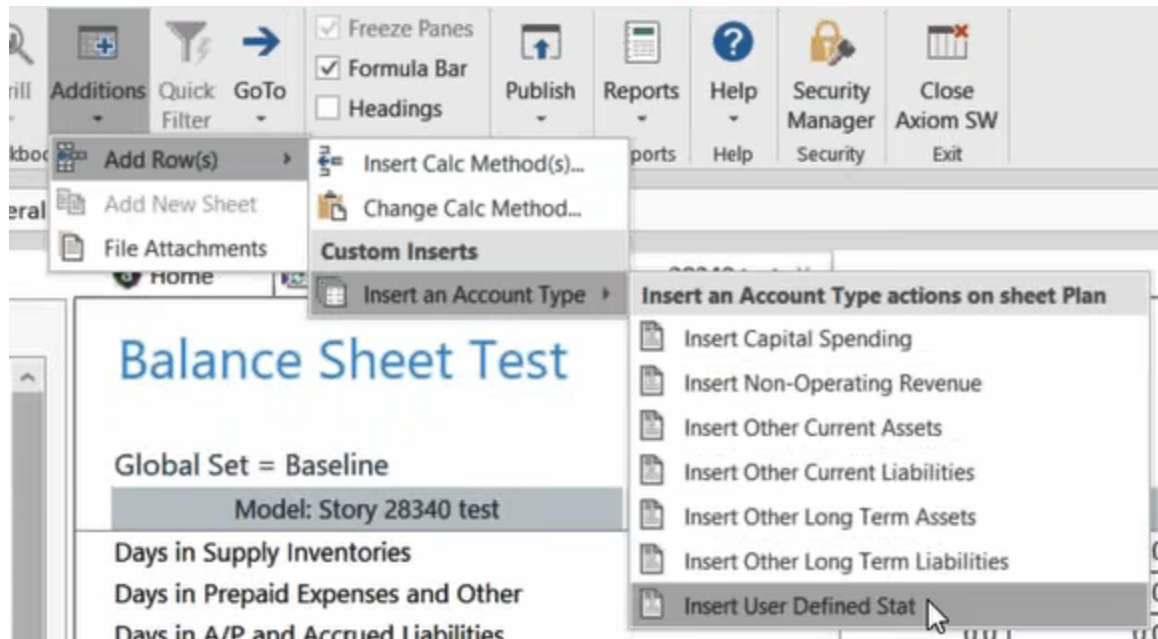 Freeze Panes
Additions Quick Filter GoTo
Formula Bar
Headings
Publish
Reports
Help
Security Manager
Close Axiom SW
Help Security Exit
Add Row(s)
Add New Sheet
File Attachments
Insert Calc Method(s)...
Change Calc Method...
Custom Inserts
Insert an Account Type
Home
Insert an Account Type actions on sheet Plan
Insert Capital Spending
Insert Non-Operating Revenue
Insert Other Current Assets
Insert Other Current Liabilities
Insert Other Long Term Assets
Insert Other Long Term Liabilities
Insert User Defined Stat
Balance Sheet Test
Global Set = Baseline
Model: Story 28340 test
Days in Supply Inventories
Days in Prepaid Expenses and Other
Days in A/P and Accrued Liabilities